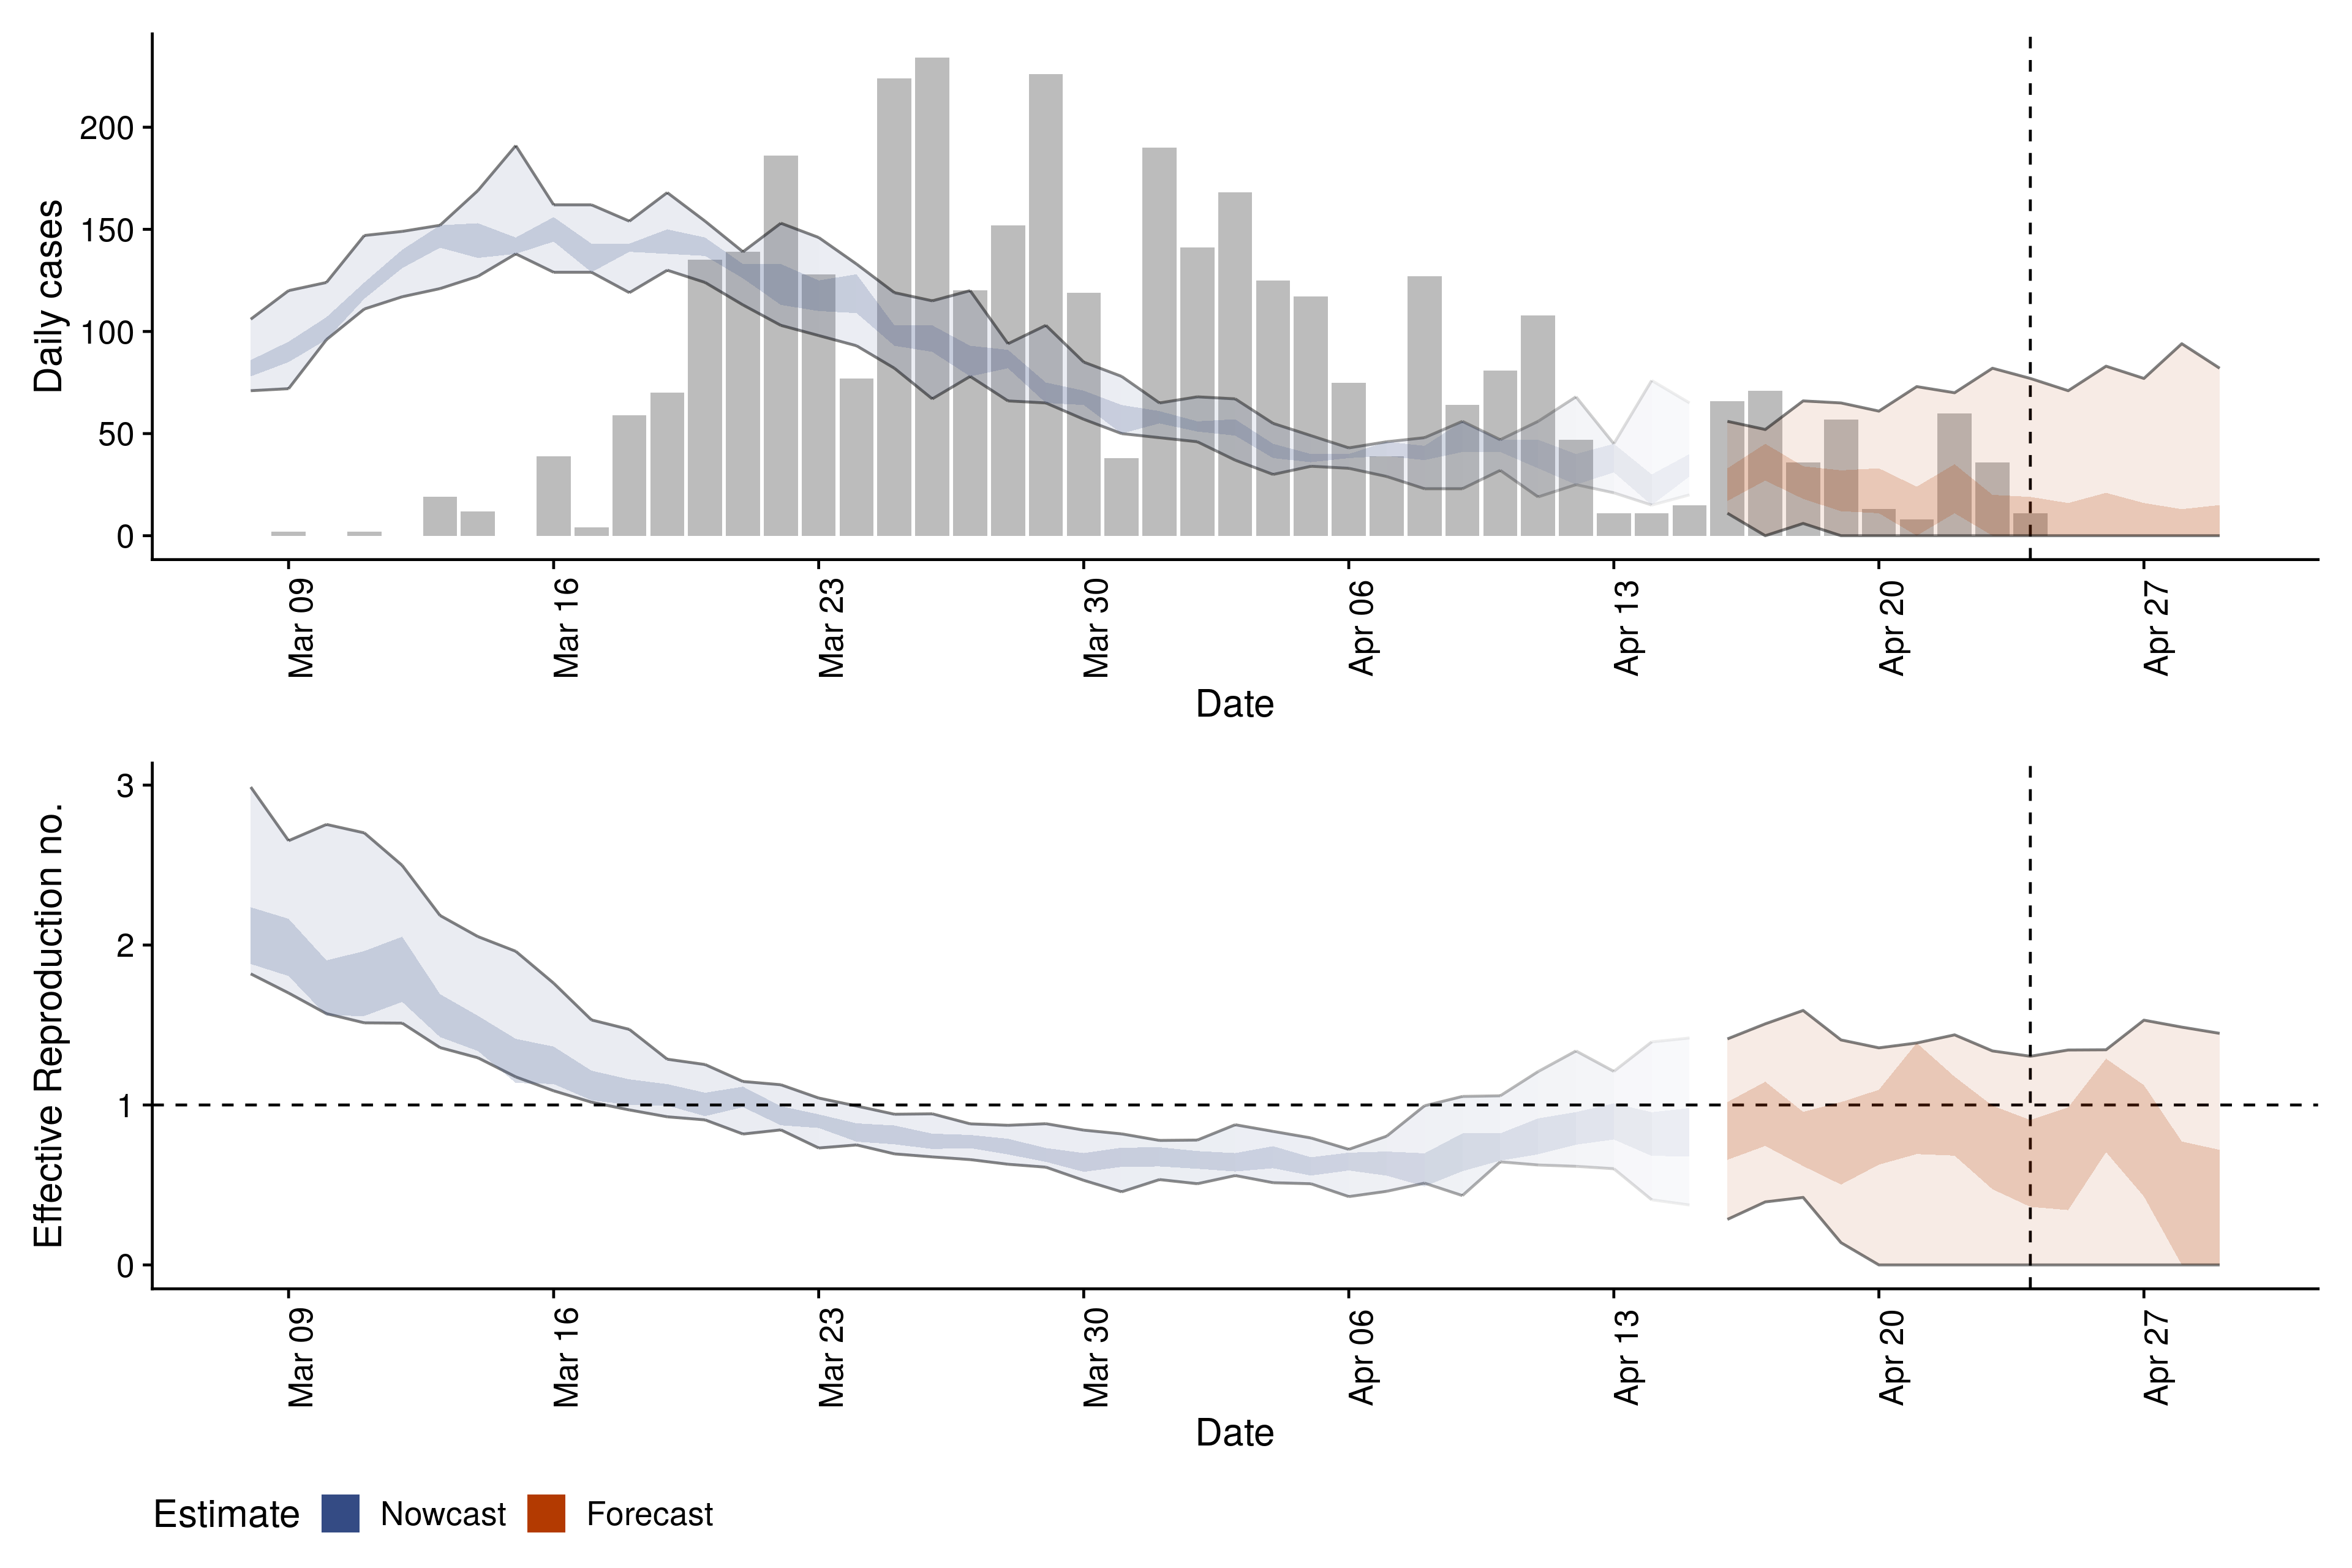 Daily cases
200
150
100
50
0
Mar 09
Mar 16
Mar 23
Mar 30
Apr 06
Apr 13
Apr 20
Apr 27
Date
Effective Reproduction no.
3
2
1
0
Mar 09
Mar 16
Mar 23
Mar 30
Apr 06
Apr 13
Apr 20
Apr 27
Date
Estimate Nowcast Forecast